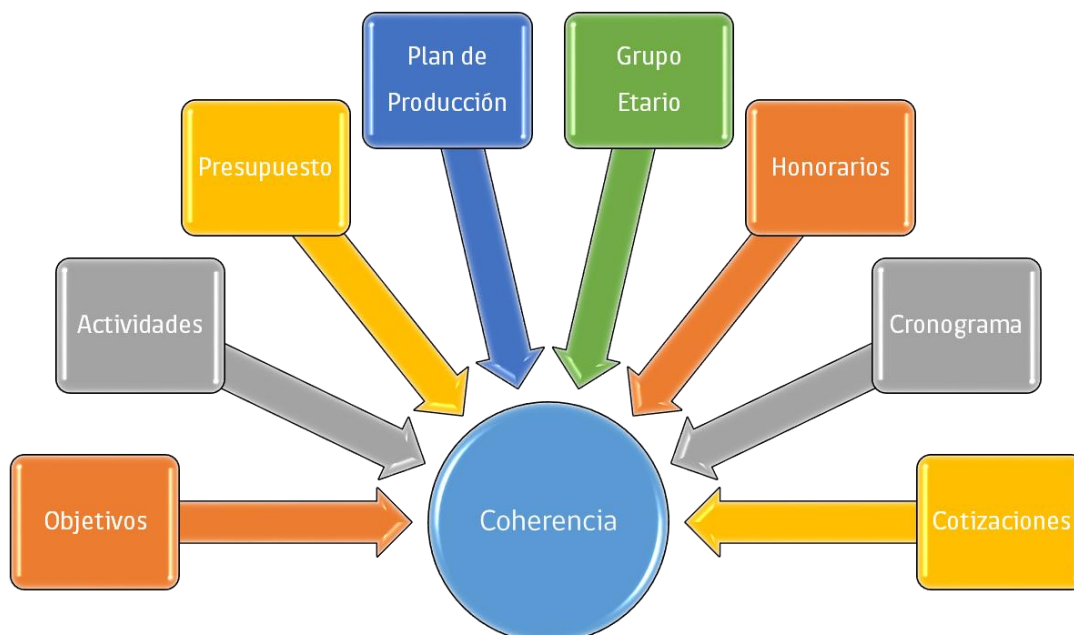 Plan de
Producción
Grupo
Etario
Presupuesto
Honorarios
Actividades
Cronograma
Objetivos
Coherencia
Cotizaciones